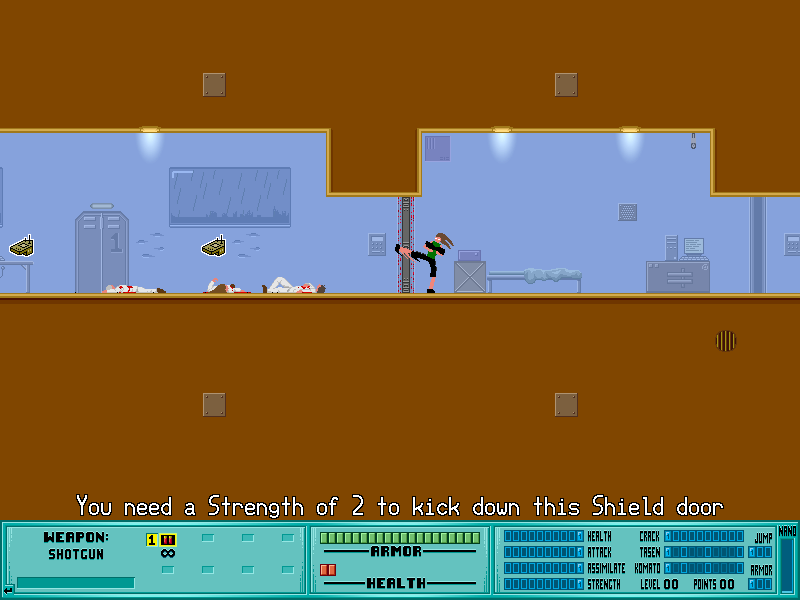 1
You need a Strength of 2 to kick down this Shield door
WEAPON:
SHOTGUN
1
∞
ARMOR
HEALTH
HEALTH CRACK JUMP
ATTACK TASEN
ASSIMILATE KOMATO ARMOR
STRENGTH LEVEL 00 POINTS 00
NANO